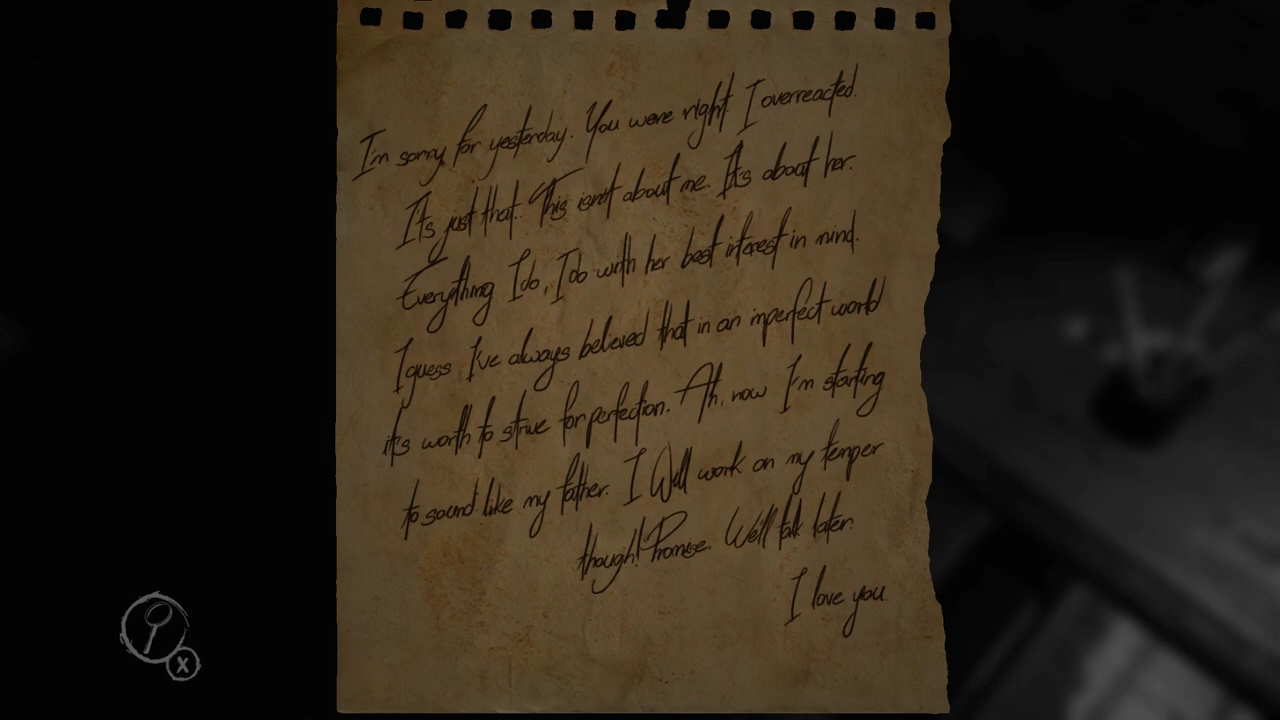 I'm sorry for yesterday. You were right. I overreacted.
It's just that.. This isn't about me. It's about her.
Everything I do, I do with her best interest in mind.
I guess I've always believed that in an imperfect world
it's worth to strive for perfection. Ah, now I'm starting
to sound like my father. I Will work on my temper
though! Promise. We'll talk later.
I love you.
X